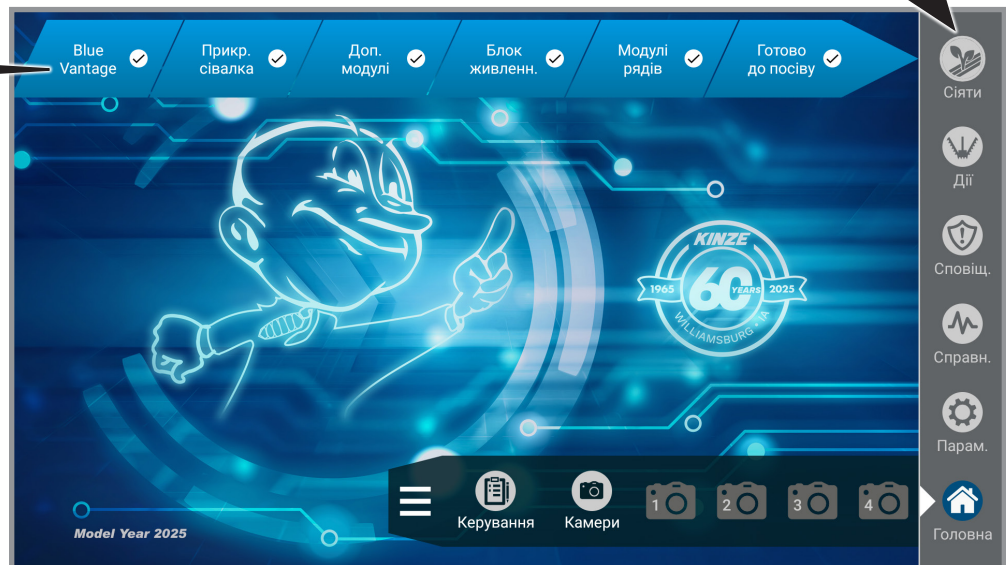 Blue
Vantage
Прикр.
сівалка
Доп.
модулі
Блок
живленн.
Модулі
рядів
Готово
до посіву
Сіяти
Дії
Сповіщ.
Справн.
Парам.
Головна
KINZE
1965 60 YEARS 2025
WILLIAMSBURG • IA
Керування
Камери
1
2
3
4
Model Year 2025